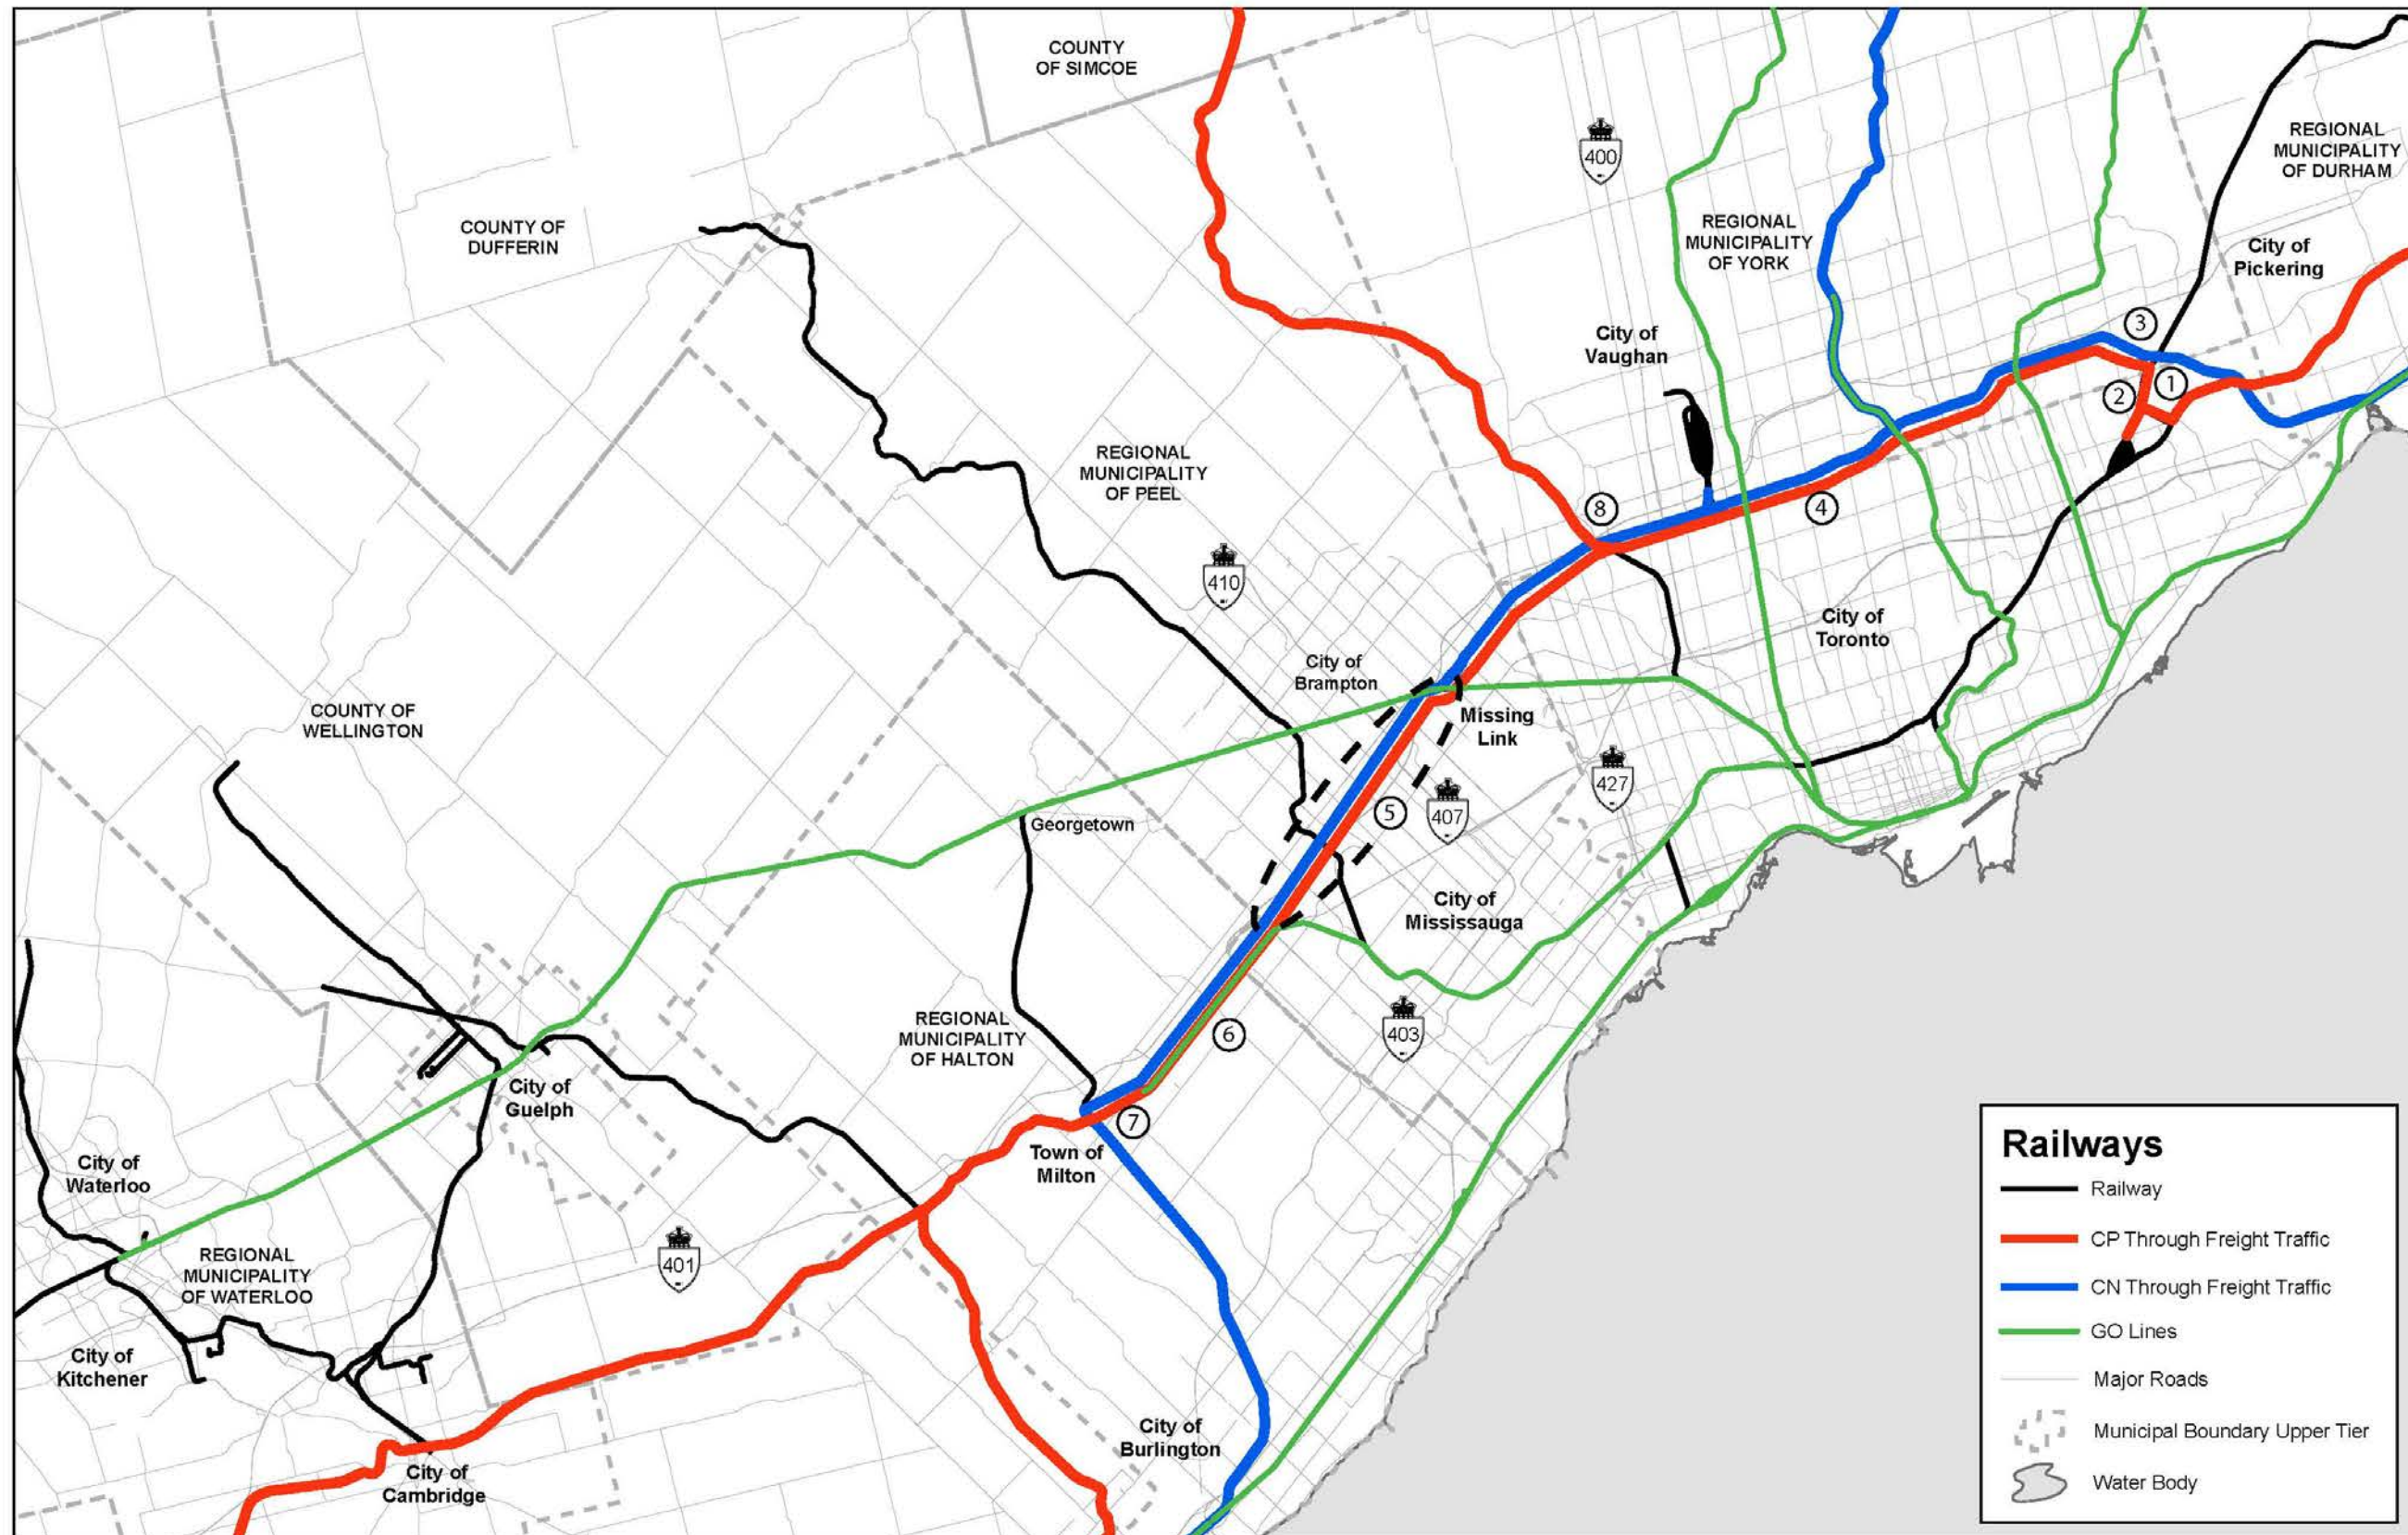 COUNTY
OF SIMCOE
400
REGIONAL
MUNICIPALITY
OF DURHAM
COUNTY OF
DUFFERIN
REGIONAL
MUNICIPALITY
OF YORK
City of
Pickering
City of
Vaughan
3
1
2
REGIONAL
MUNICIPALITY
OF PEEL
8
4
410
City of
Toronto
City of
Brampton
Missing
Link
COUNTY OF
WELLINGTON
427
407
5
Georgetown
City of
Mississauga
REGIONAL
MUNICIPALITY
OF HALTON
6
403
City of
Guelph
7
Town of
Milton
City of
Waterloo
REGIONAL
MUNICIPALITY
OF WATERLOO
401
City of
Kitchener
City of
Burlington
City of
Cambridge
Railways
Railway
CP Through Freight Traffic
CN Through Freight Traffic
GO Lines
Major Roads
Municipal Boundary Upper Tier
Water Body